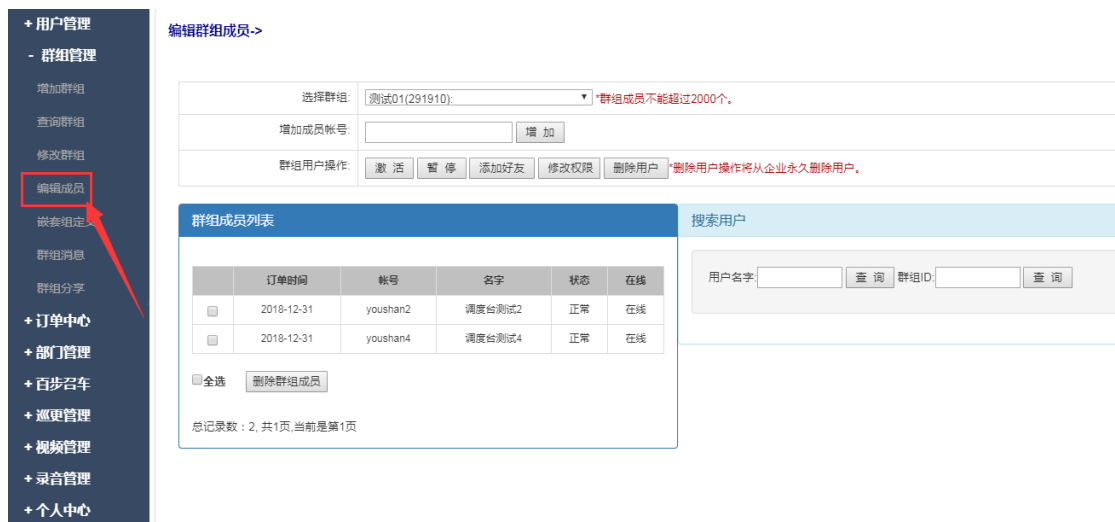 +用户管理
- 群组管理
增加群组
查询群组
修改群组
编辑成员
嵌套组定义
群组消息
群组分享
+订单中心
+部门管理
+百步召车
+巡更管理
+视频管理
+录音管理
+个人中心
编辑群组成员->
选择群组: 测试01(291910): *群组成员不能超过2000个。
增加成员帐号: 增 加
群组用户操作: 激 活 暂 停 添加好友 修改权限 删除用户 *删除用户操作将从企业永久删除用户。
群组成员列表
订单时间 帐号 名字 状态 在线
2018-12-31 youshan2 调度台测试2 正常 在线
2018-12-31 youshan4 调度台测试4 正常 在线
全选 删除群组成员
总记录数：2, 共1页,当前是第1页
搜索用户
用户名字: 查 询 群组ID: 查 询